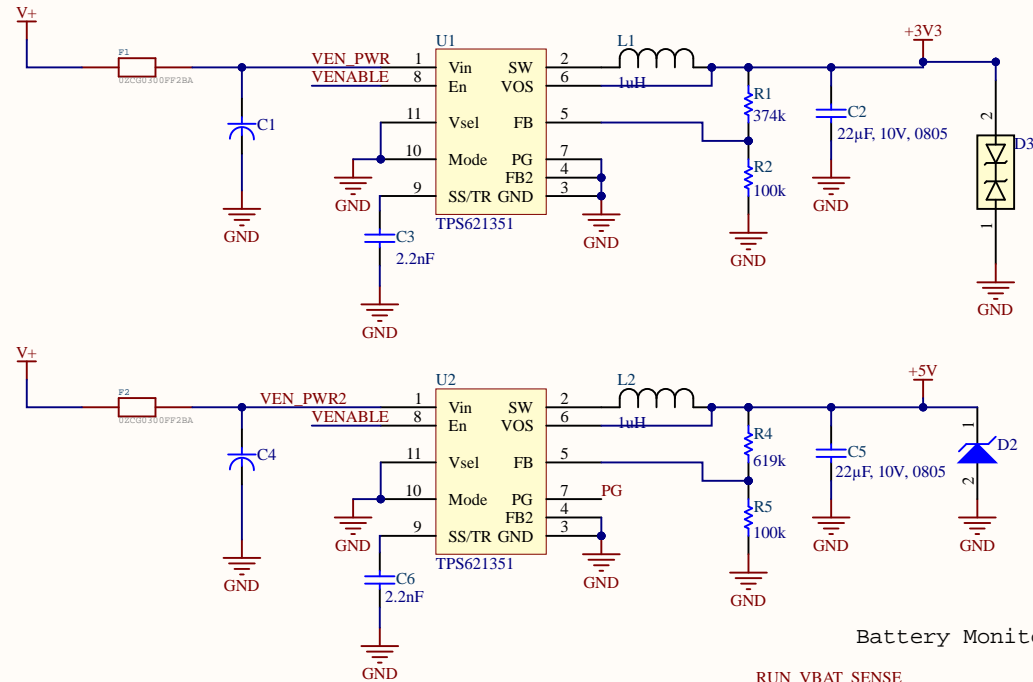 V+
+3V3
F1
0ZCG0300FF2BA
VEN_PWR
VENABLE
U1
1 Vin SW 2
8 En VOS 6
11 Vsel FB 5
10 Mode PG 7
FB2 4
9 SS/TR GND 3
TPS621351
L1
1uH
R1
374k
R2
100k
C2
22µF, 10V, 0805
2
D3
1
C1
C3
2.2nF
GND
GND
GND
GND
GND
GND
GND
V+
+5V
F2
0ZCG0300FF2BA
VEN_PWR2
VENABLE
U2
1 Vin SW 2
8 En VOS 6
11 Vsel FB 5
10 Mode PG 7 PG
FB2 4
9 SS/TR GND 3
TPS621351
L2
1uH
R4
619k
R5
100k
C5
22µF, 10V, 0805
1
D2
2
C4
C6
2.2nF
GND
GND
GND
GND
GND
GND
GND
Battery Monito
RUN_VBAT_SENSE